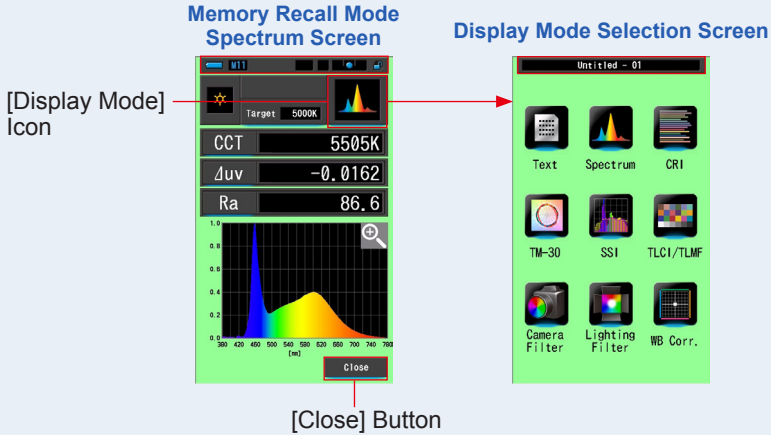 Memory Recall Mode
Spectrum Screen
Display Mode Selection Screen
[Display Mode]
Icon
M11
Target 5000K
CCT 5505K
⊿uv -0.0162
Ra 86.6
1.0
0.8
0.6
0.4
0.2
0.0
380 420 460 500 540 580 620 660 700 740 780
[nm]
Close
[Close] Button
Untitled - 01
Text Spectrum CRI
TM-30 SSI TLCI/TLMF
Camera Filter
Lighting Filter
WB Corr.